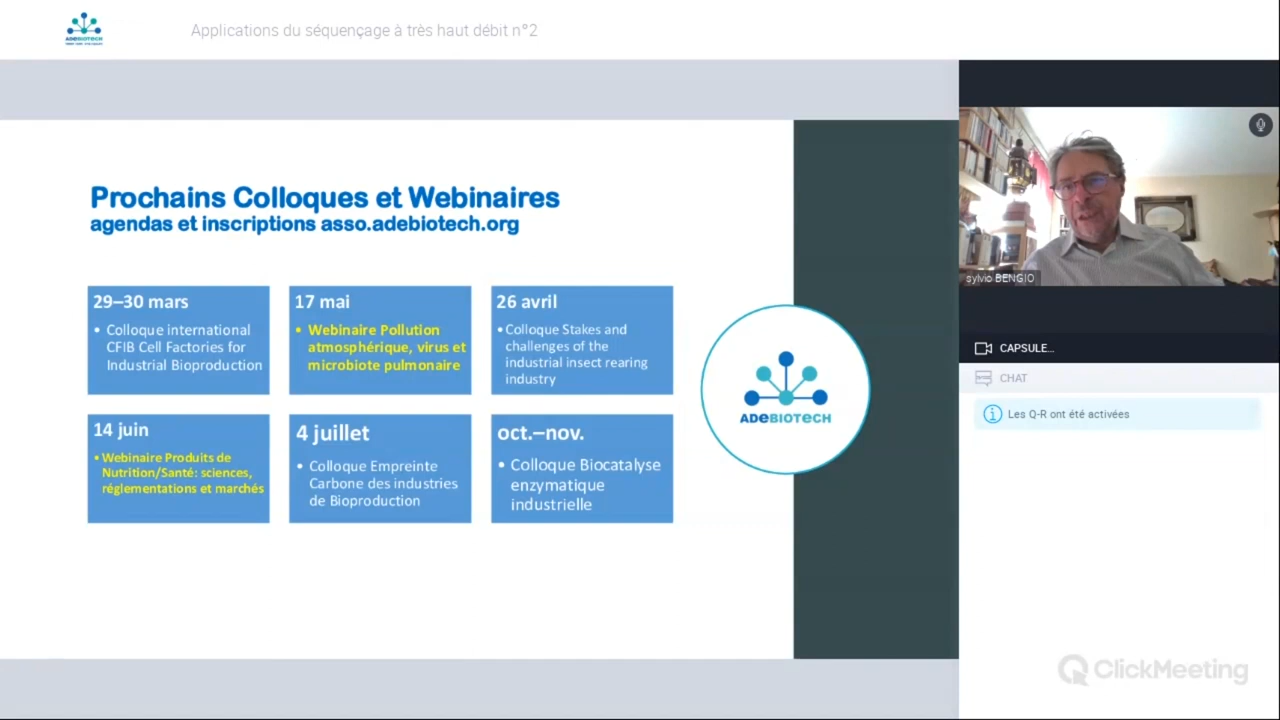 ADEBIOTECH
Applications du séquençage à très haut débit n°2
Prochains Colloques et Webinaires
agendas et inscriptions asso.adebiotech.org
29–30 mars
• Colloque international
CFIB Cell Factories for
Industrial Bioproduction
17 mai
• Webinaire Pollution
atmosphérique, virus et
microbiote pulmonaire
26 avril
• Colloque Stakes and
challenges of the
industrial insect rearing
industry
14 juin
• Webinaire Produits de
Nutrition/Santé: sciences,
réglementations et marchés
4 juillet
• Colloque Empreinte
Carbone des industries
de Bioproduction
oct.–nov.
• Colloque Biocatalyse
enzymatique
industrielle
ADEBIOTECH
sylvio BENGIO
CAPSULE...
CHAT
Les Q-R ont été activées
ClickMeeting